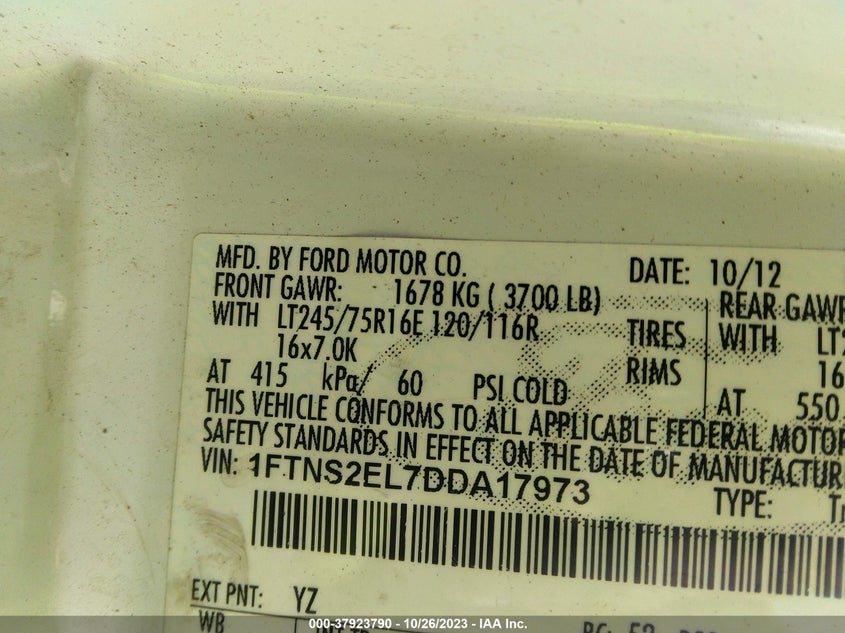 MFD. BY FORD MOTOR CO. DATE: 10/12
FRONT GAWR: 1678 KG ( 3700 LB) REAR GAWR
WITH LT245/75R16E 120/116R TIRES WITH
16x7.0K RIMS 16
AT 415 kPa/ 60 PSI COLD AT 550
THIS VEHICLE CONFORMS TO ALL APPLICABLE FEDERAL MOTOR
SAFETY STANDARDS IN EFFECT ON THE DATE OF MANUFACTUR
VIN: 1FTNS2EL7DDA17973 TYPE:
EXT PNT: YZ
WB
000-37923790 - 10/26/2023 - IAA Inc.